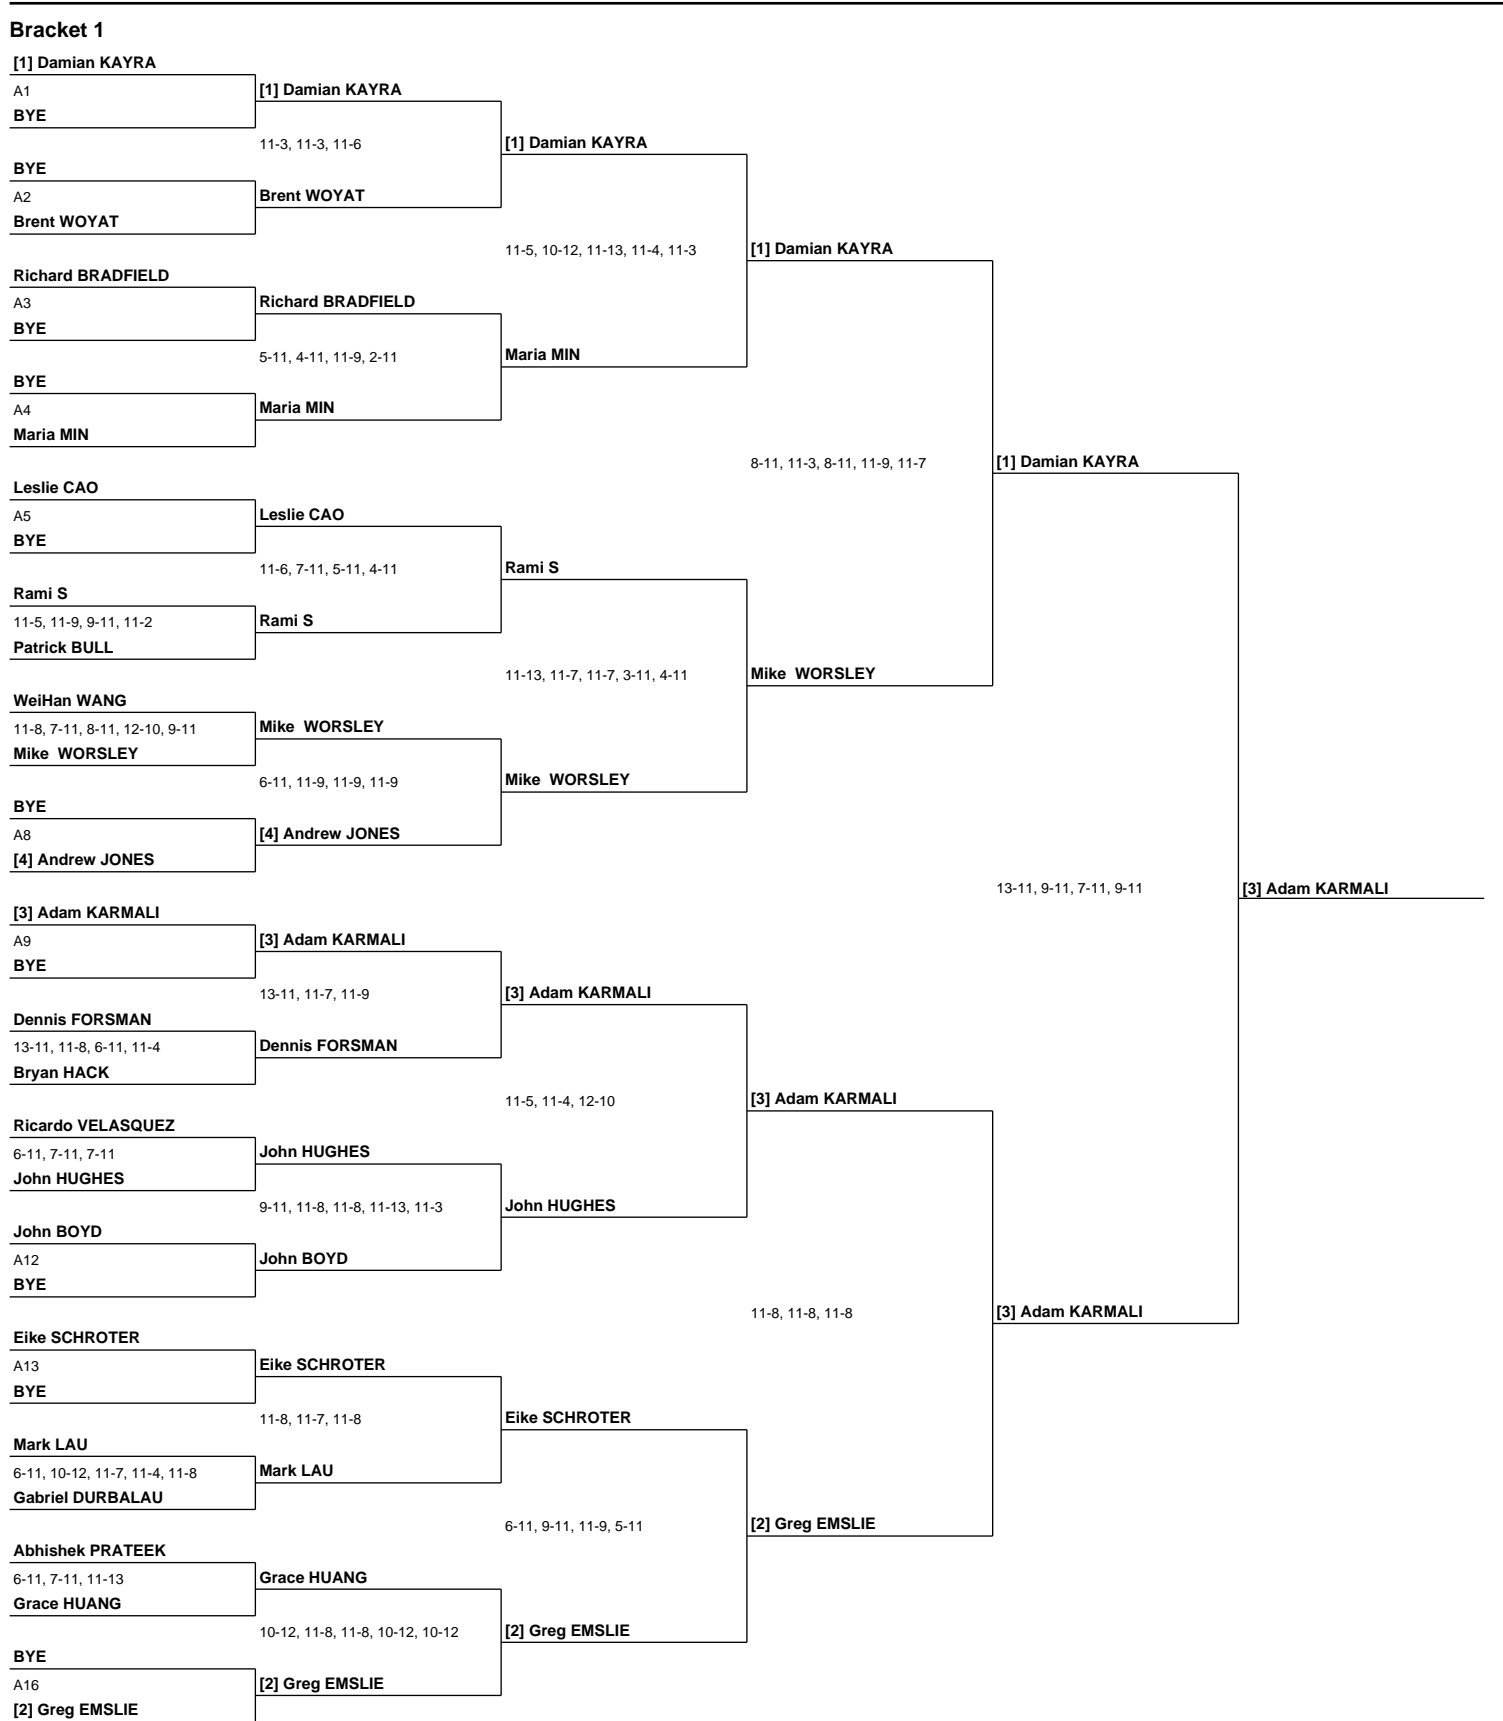 Bracket 1
[1] Damian KAYRA
A1
BYE
BYE
A2
Brent WOYAT
Richard BRADFIELD
A3
BYE
BYE
A4
Maria MIN
Leslie CAO
A5
BYE
Rami S
11-5, 11-9, 9-11, 11-2
Patrick BULL
WeiHan WANG
11-8, 7-11, 8-11, 12-10, 9-11
Mike WORSLEY
BYE
A8
[4] Andrew JONES
[3] Adam KARMALI
A9
BYE
Dennis FORSMAN
13-11, 11-8, 6-11, 11-4
Bryan HACK
Ricardo VELASQUEZ
6-11, 7-11, 7-11
John HUGHES
John BOYD
A12
BYE
Eike SCHROTER
A13
BYE
Mark LAU
6-11, 10-12, 11-7, 11-4, 11-8
Gabriel DURBALAU
Abhishek PRATEEK
6-11, 7-11, 11-13
Grace HUANG
BYE
A16
[2] Greg EMSLIE
[1] Damian KAYRA
11-3, 11-3, 11-6
Brent WOYAT
Richard BRADFIELD
5-11, 4-11, 11-9, 2-11
Maria MIN
Leslie CAO
11-6, 7-11, 5-11, 4-11
Rami S
Mike WORSLEY
6-11, 11-9, 11-9, 11-9
[4] Andrew JONES
[3] Adam KARMALI
13-11, 11-7, 11-9
Dennis FORSMAN
John HUGHES
9-11, 11-8, 11-8, 11-13, 11-3
John BOYD
Eike SCHROTER
11-8, 11-7, 11-8
Mark LAU
Grace HUANG
10-12, 11-8, 11-8, 10-12, 10-12
[2] Greg EMSLIE
[1] Damian KAYRA
11-5, 10-12, 11-13, 11-4, 11-3
Maria MIN
Rami S
11-13, 11-7, 11-7, 3-11, 4-11
Mike WORSLEY
[3] Adam KARMALI
11-5, 11-4, 12-10
John HUGHES
Eike SCHROTER
6-11, 9-11, 11-9, 5-11
[2] Greg EMSLIE
[1] Damian KAYRA
8-11, 11-3, 8-11, 11-9, 11-7
Mike WORSLEY
[3] Adam KARMALI
11-8, 11-8, 11-8
[2] Greg EMSLIE
[1] Damian KAYRA
13-11, 9-11, 7-11, 9-11
[3] Adam KARMALI
[3] Adam KARMALI